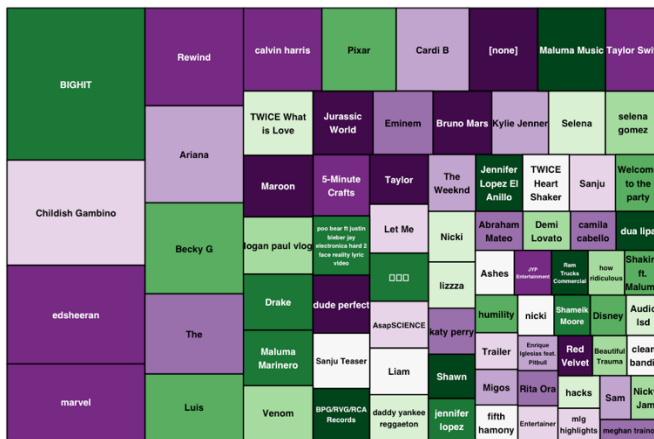 BIGHIT
Childish Gambino
edsheeran
marvel
Rewind
Ariana
Becky G
The
Luis
calvin harris
Pixar
Cardi B
[none]
Maluma Music
Taylor Swi
TWICE What
is Love
Jurassic
World
Eminem
Bruno Mars
Kylie Jenner
Selena
selena
gomez
Maroon
logan paul vlog
Drake
Maluma
Marinero
Venom
5-Minute
Crafts
poo bear ft justin
bieber jay
electronica hard 2
face reality lyric
video
dude perfect
Sanju Teaser
BPG/RVG/RCA
Records
Taylor
Let Me
AsapSCIENCE
Liam
daddy yankee
reggaeton
The
Weeknd
Nicki
lizzza
katy perry
Shawn
jennifer
lopez
Jennifer
Lopez El
Anillo
TWICE
Heart
Shaker
Sanju
Welcome
to the
party
Abraham
Mateo
Demi
Lovato
camila
cabello
dua lipa
Ashes
JYP
Entertainment
Ram
Trucks
Commercial
how
ridiculous
Shakir
ft.
Malum
humility
nicki
Shameik
Moore
Disney
Audio
lsd
Trailer
Enrique
Iglesias feat.
Pitbull
Red
Velvet
Beautiful
Trauma
clean
bandi
Migos
Rita Ora
hacks
Sam
Nicky
Jam
fifth
hamony
Entertainer
mlg
highlights
meghan traino